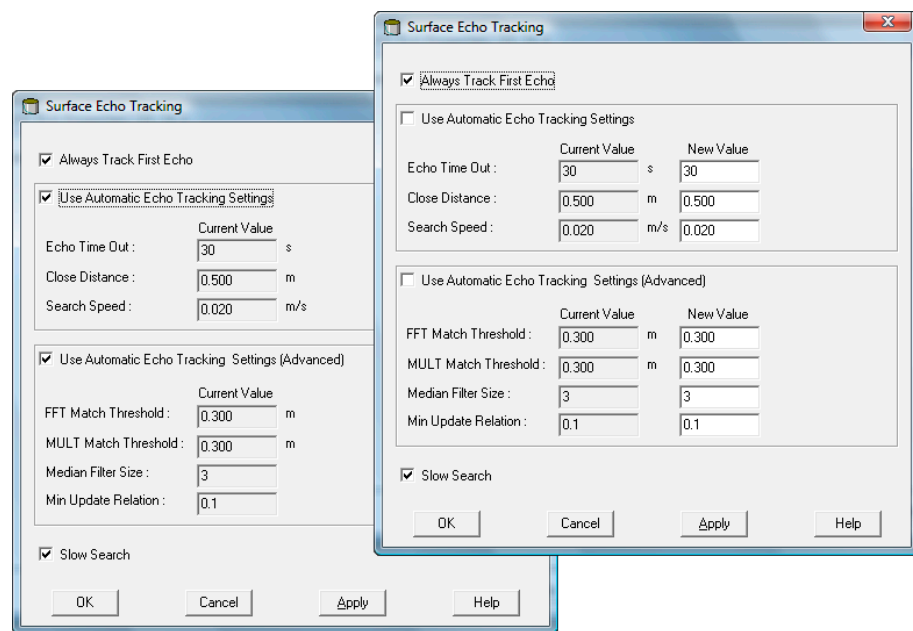 Surface Echo Tracking
Always Track First Echo
Use Automatic Echo Tracking Settings
Current Value
Echo Time Out : 30 s
Close Distance : 0.500 m
Search Speed : 0.020 m/s
Use Automatic Echo Tracking Settings (Advanced)
Current Value
FFT Match Threshold : 0.300 m
MULT Match Threshold : 0.300 m
Median Filter Size : 3
Min Update Relation : 0.1
Slow Search
OK Cancel Apply Help
Surface Echo Tracking
X
Always Track First Echo
Use Automatic Echo Tracking Settings
Current Value New Value
Echo Time Out : 30 s 30
Close Distance : 0.500 m 0.500
Search Speed : 0.020 m/s 0.020
Use Automatic Echo Tracking Settings (Advanced)
Current Value New Value
FFT Match Threshold : 0.300 m 0.300
MULT Match Threshold : 0.300 m 0.300
Median Filter Size : 3 3
Min Update Relation : 0.1 0.1
Slow Search
OK Cancel Apply Help